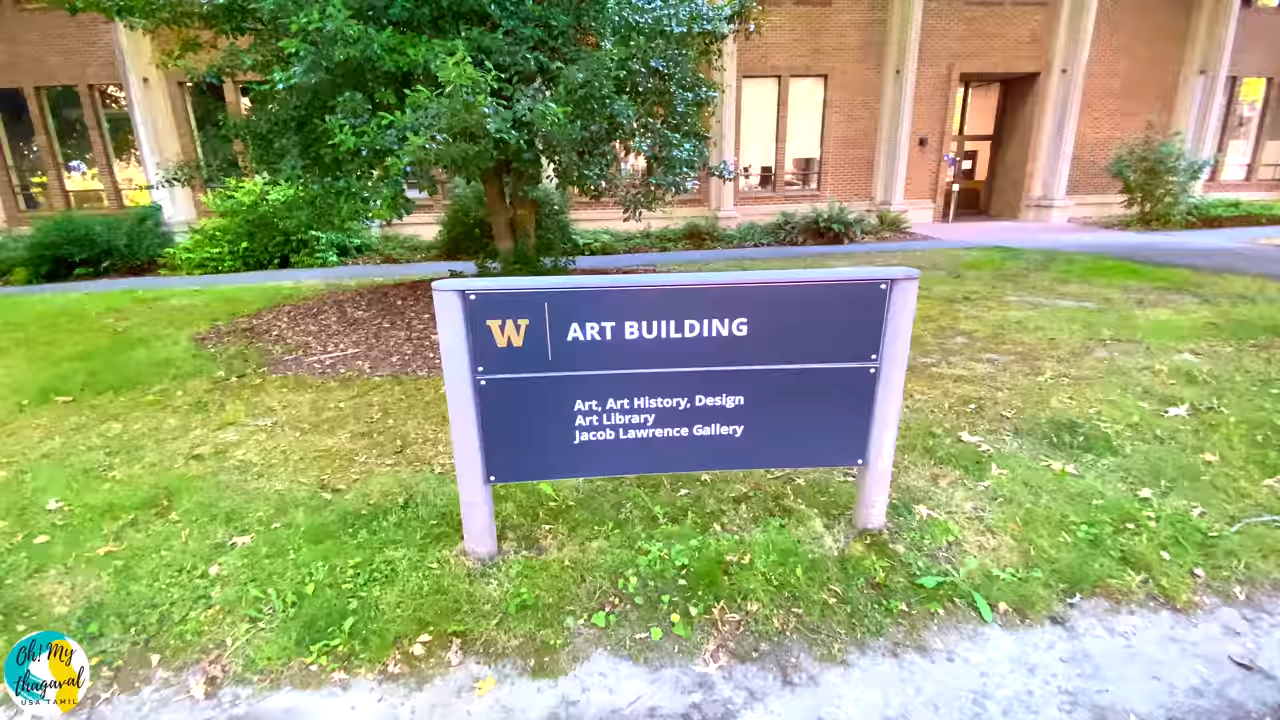 W ART BUILDING
Art, Art History, Design
Art Library
Jacob Lawrence Gallery
Oh! My
thagaval
USA TAMIL